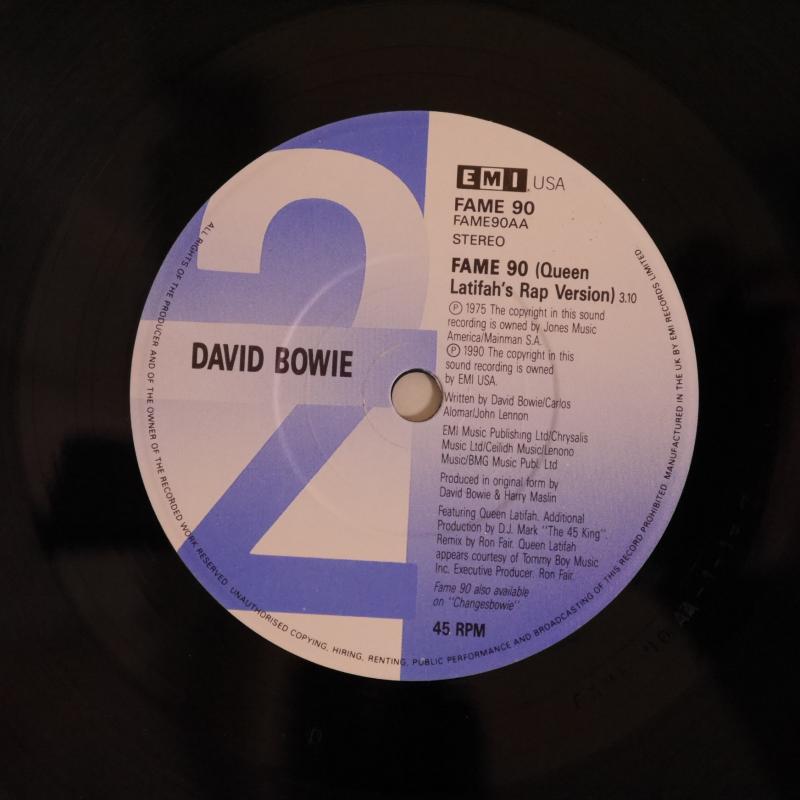 2
EMI, USA
FAME 90
FAME90AA
STEREO
FAME 90 (Queen
Latifah's Rap Version) 3.10
Ⓟ 1975 The copyright in this sound
recording is owned by Jones Music
America/Mainman S.A.
Ⓟ 1990 The copyright in this
sound recording is owned
by EMI USA.
DAVID BOWIE
Written by David Bowie/Carlos
Alomar/John Lennon
EMI Music Publishing Ltd/Chrysalis
Music Ltd/Ceilidh Music/Lenono
Music/BMG Music Publ. Ltd
Produced in original form by
David Bowie & Harry Maslin
Featuring Queen Latifah. Additional
Production by D.J. Mark "The 45 King".
Remix by Ron Fair. Queen Latifah
appears courtesy of Tommy Boy Music
Inc. Executive Producer: Ron Fair.
Fame 90 also available
on "Changesbowie"
45 RPM
ALL RIGHTS OF THE PRODUCER AND OF THE OWNER OF THE RECORDED WORK RESERVED. UNAUTHORISED COPYING, HIRING, RENTING, PUBLIC PERFORMANCE AND BROADCASTING OF THIS RECORD PROHIBITED. MANUFACTURED IN THE UK BY EMI RECORDS LIMITED.